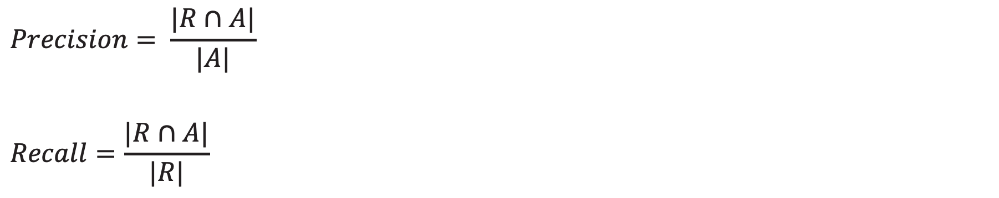 Precision = |R ∩ A| / |A|
Recall = |R ∩ A| / |R|